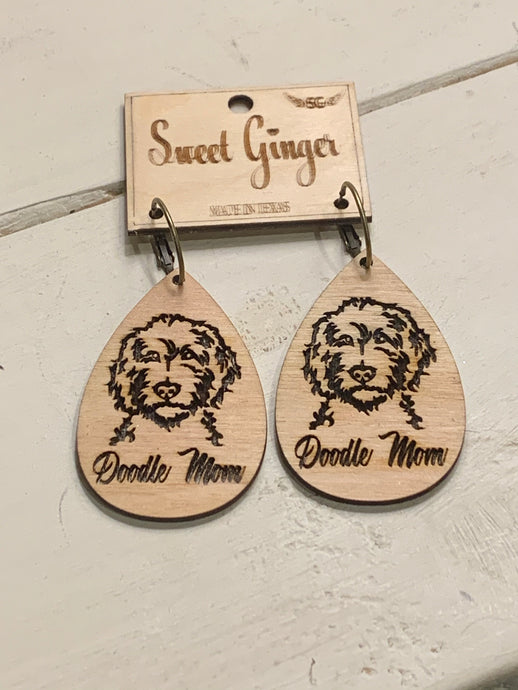 SG
Sweet Ginger
MADE IN TEXAS
Doodle Mom
Doodle Mom